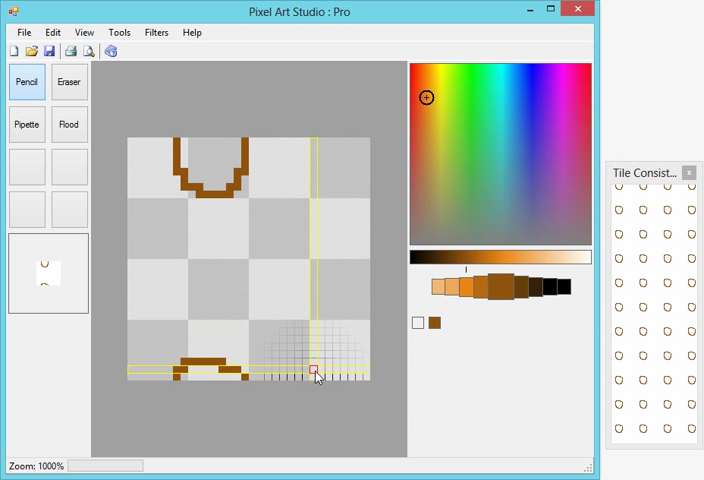 Pixel Art Studio : Pro
File Edit View Tools Filters Help
Pencil Eraser
Pipette Flood
Tile Consist...
Zoom: 1000%